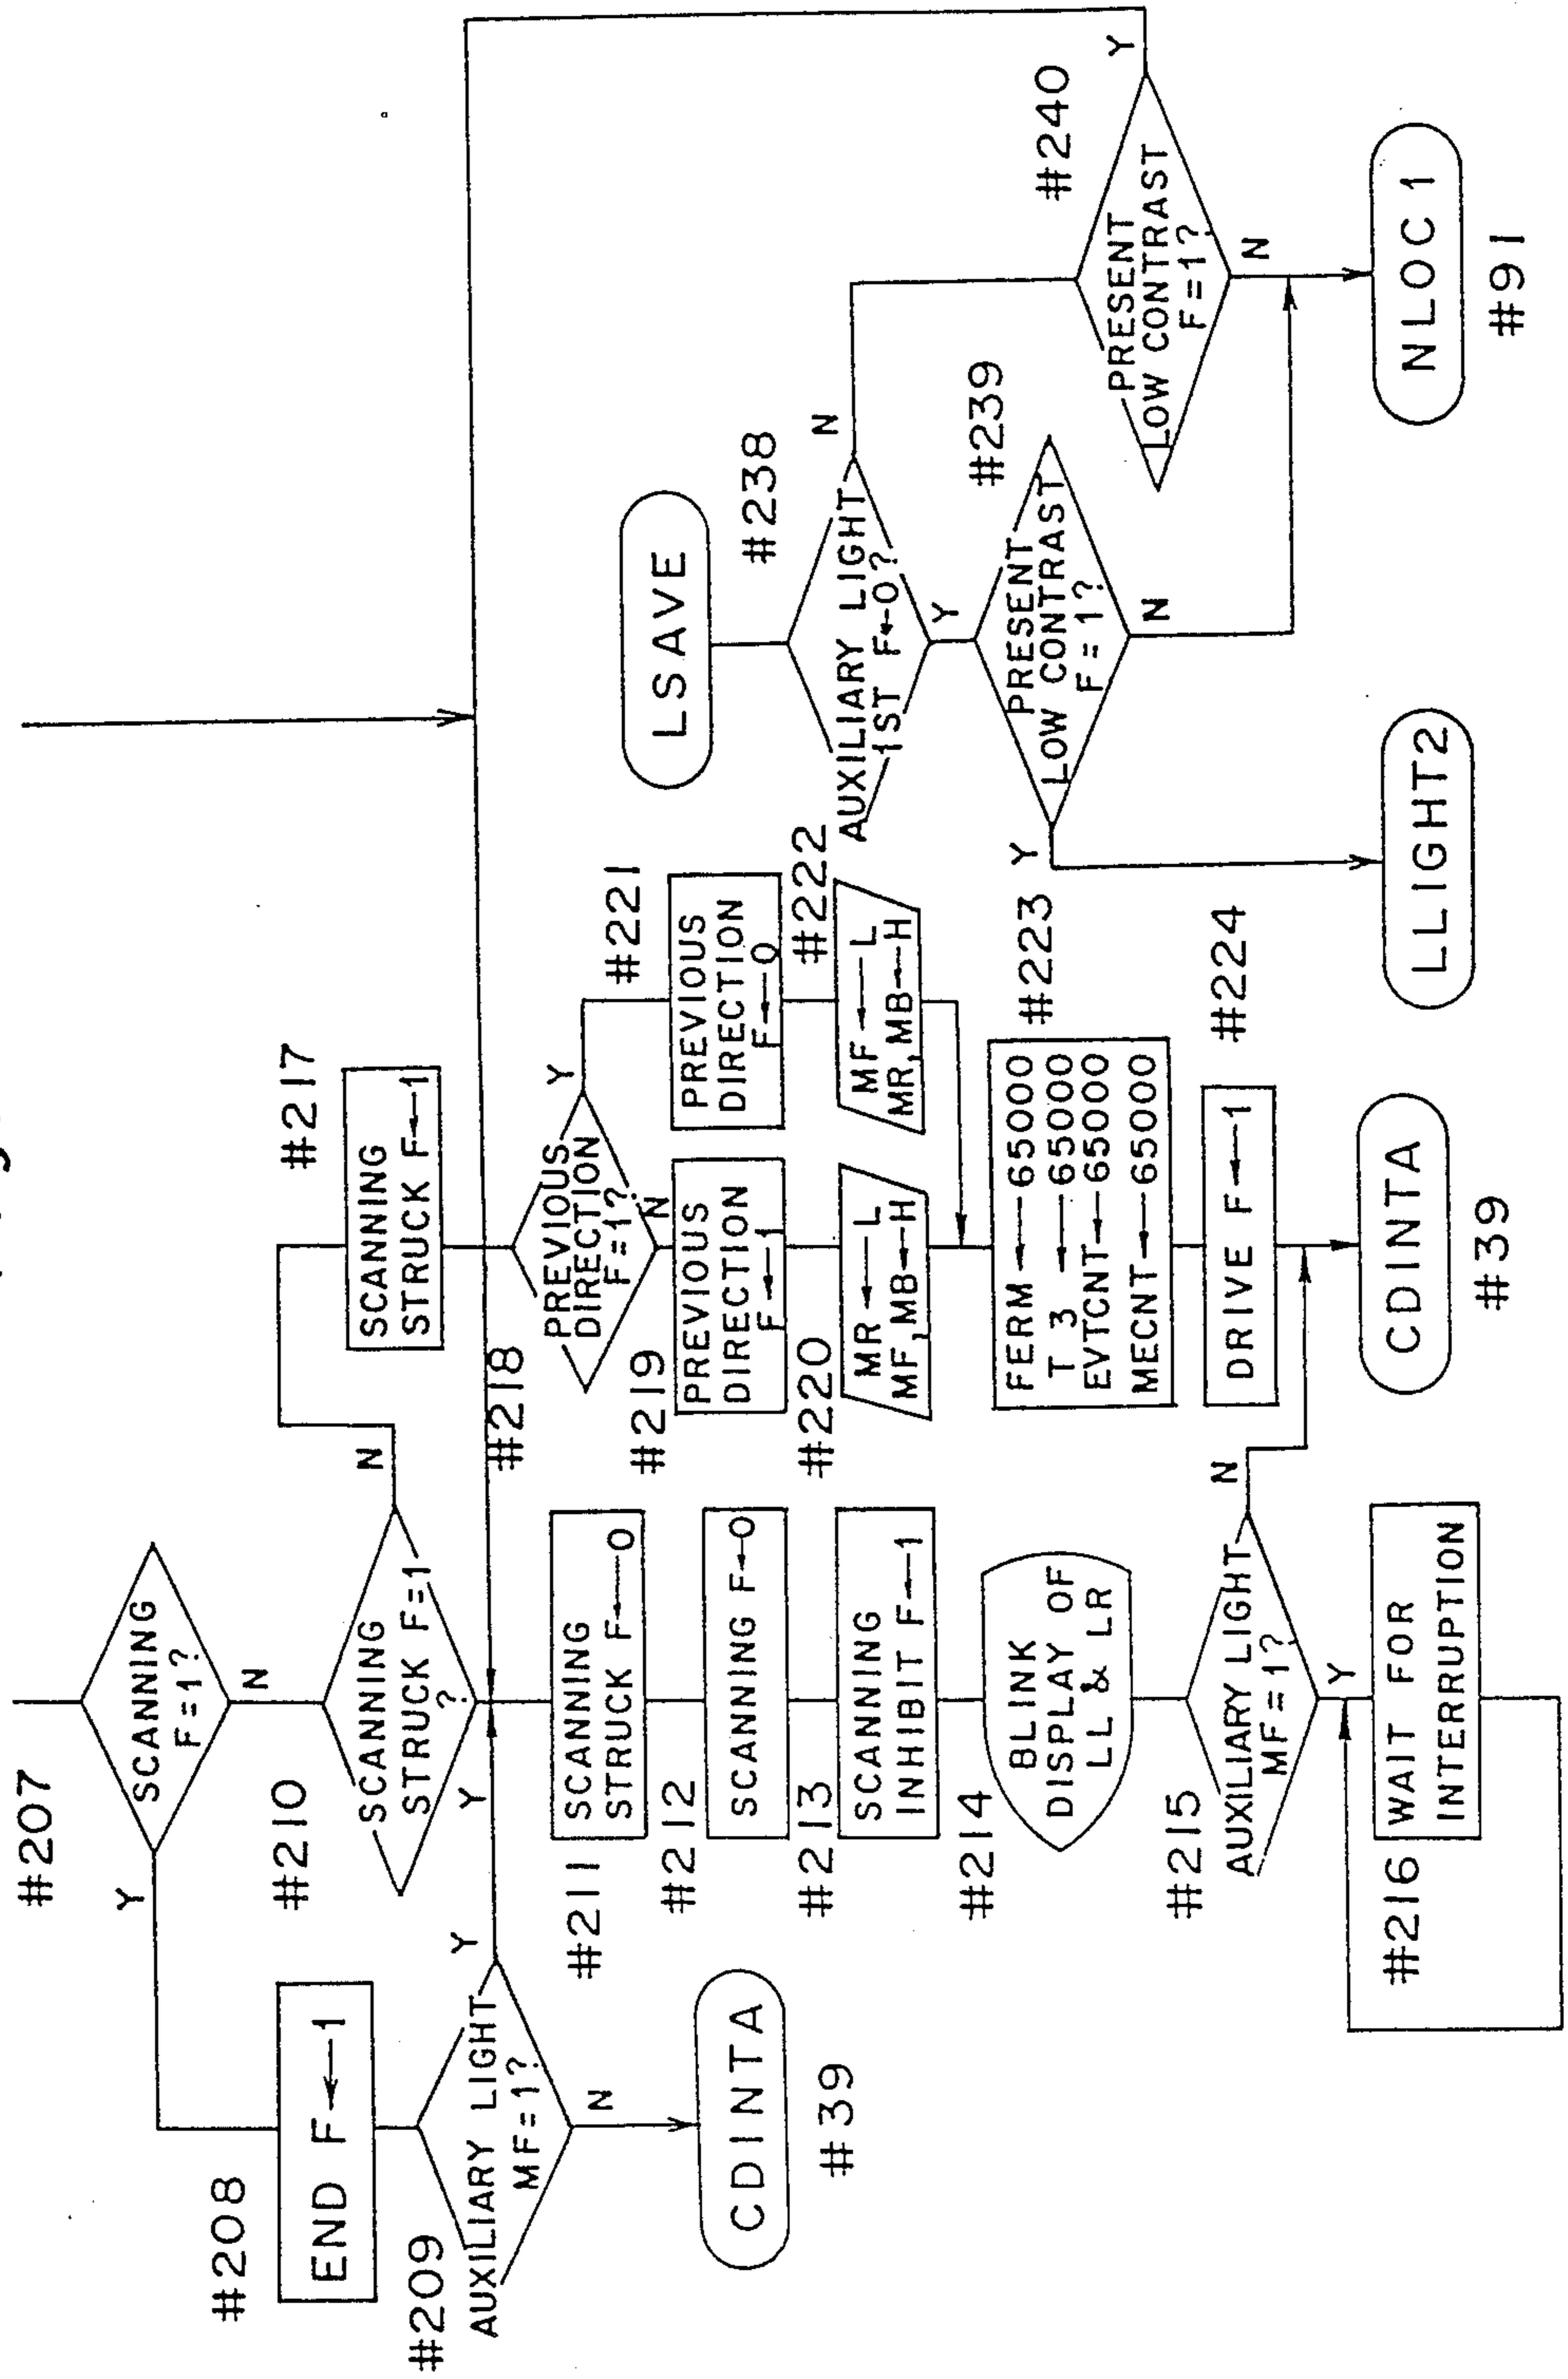 #207
SCANNING
F=1?
Y
N
#208
END F←1
#209
AUXILIARY LIGHT
MF=1?
Y
N
CDINTA
#39
#210
SCANNING
STRUCK F=1
?
Y
N
#211
SCANNING
STRUCK F←0
#212
SCANNING F←0
#213
SCANNING
INHIBIT F←1
#214
BLINK
DISPLAY OF
LL & LR
#215
AUXILIARY LIGHT
MF=1?
N
Y
#216
WAIT FOR
INTERRUPTION
#217
SCANNING
STRUCK F←1
#218
PREVIOUS
DIRECTION
F=1?
Y
N
#219
PREVIOUS
DIRECTION
F←1
#220
MR←L
MF, MB←H
#221
PREVIOUS
DIRECTION
F←0
#222
MF←L
MR, MB←H
#223
FERM←65000
T 3 ←65000
EVTCNT←65000
MECNT←65000
#224
DRIVE F←1
CDINTA
#39
LSAVE
#238
AUXILIARY LIGHT
1ST F←0?
N
Y
#239
PRESENT
LOW CONTRAST
F=1?
Y
N
LLIGHT2
#240
PRESENT
LOW CONTRAST
F=1?
Y
N
NLOC 1
#91